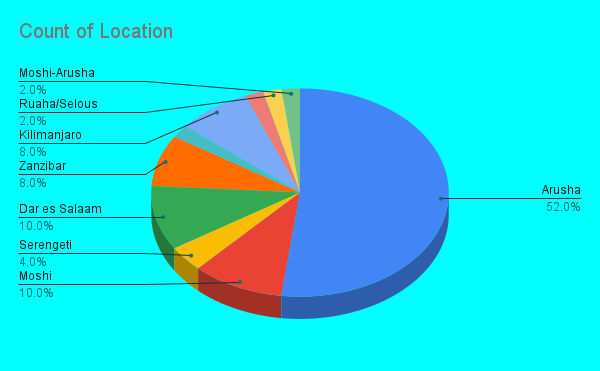 Count of Location
Moshi-Arusha
2.0%
Ruaha/Selous
2.0%
Kilimanjaro
8.0%
Zanzibar
8.0%
Dar es Salaam
10.0%
Serengeti
4.0%
Moshi
10.0%
Arusha
52.0%